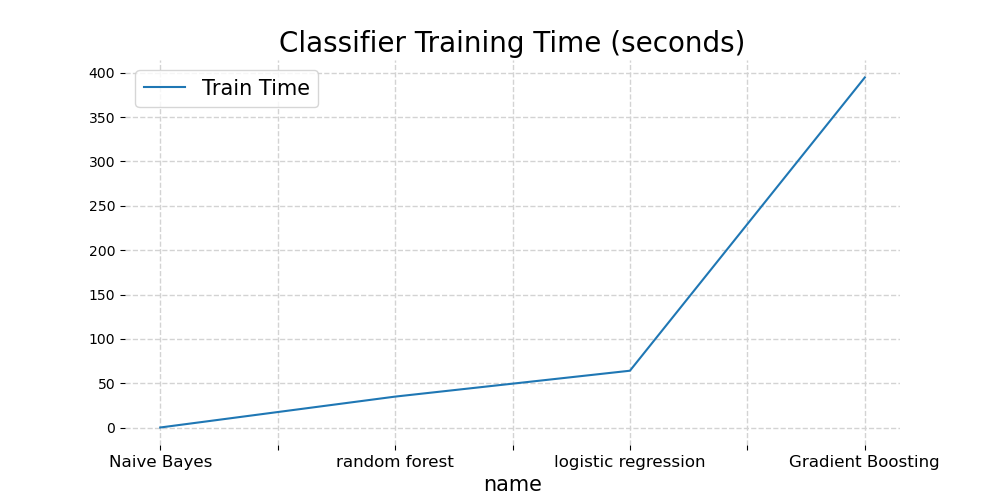 Classifier Training Time (seconds)
Train Time
400
350
300
250
200
150
100
50
0
Naive Bayes random forest logistic regression Gradient Boosting
name